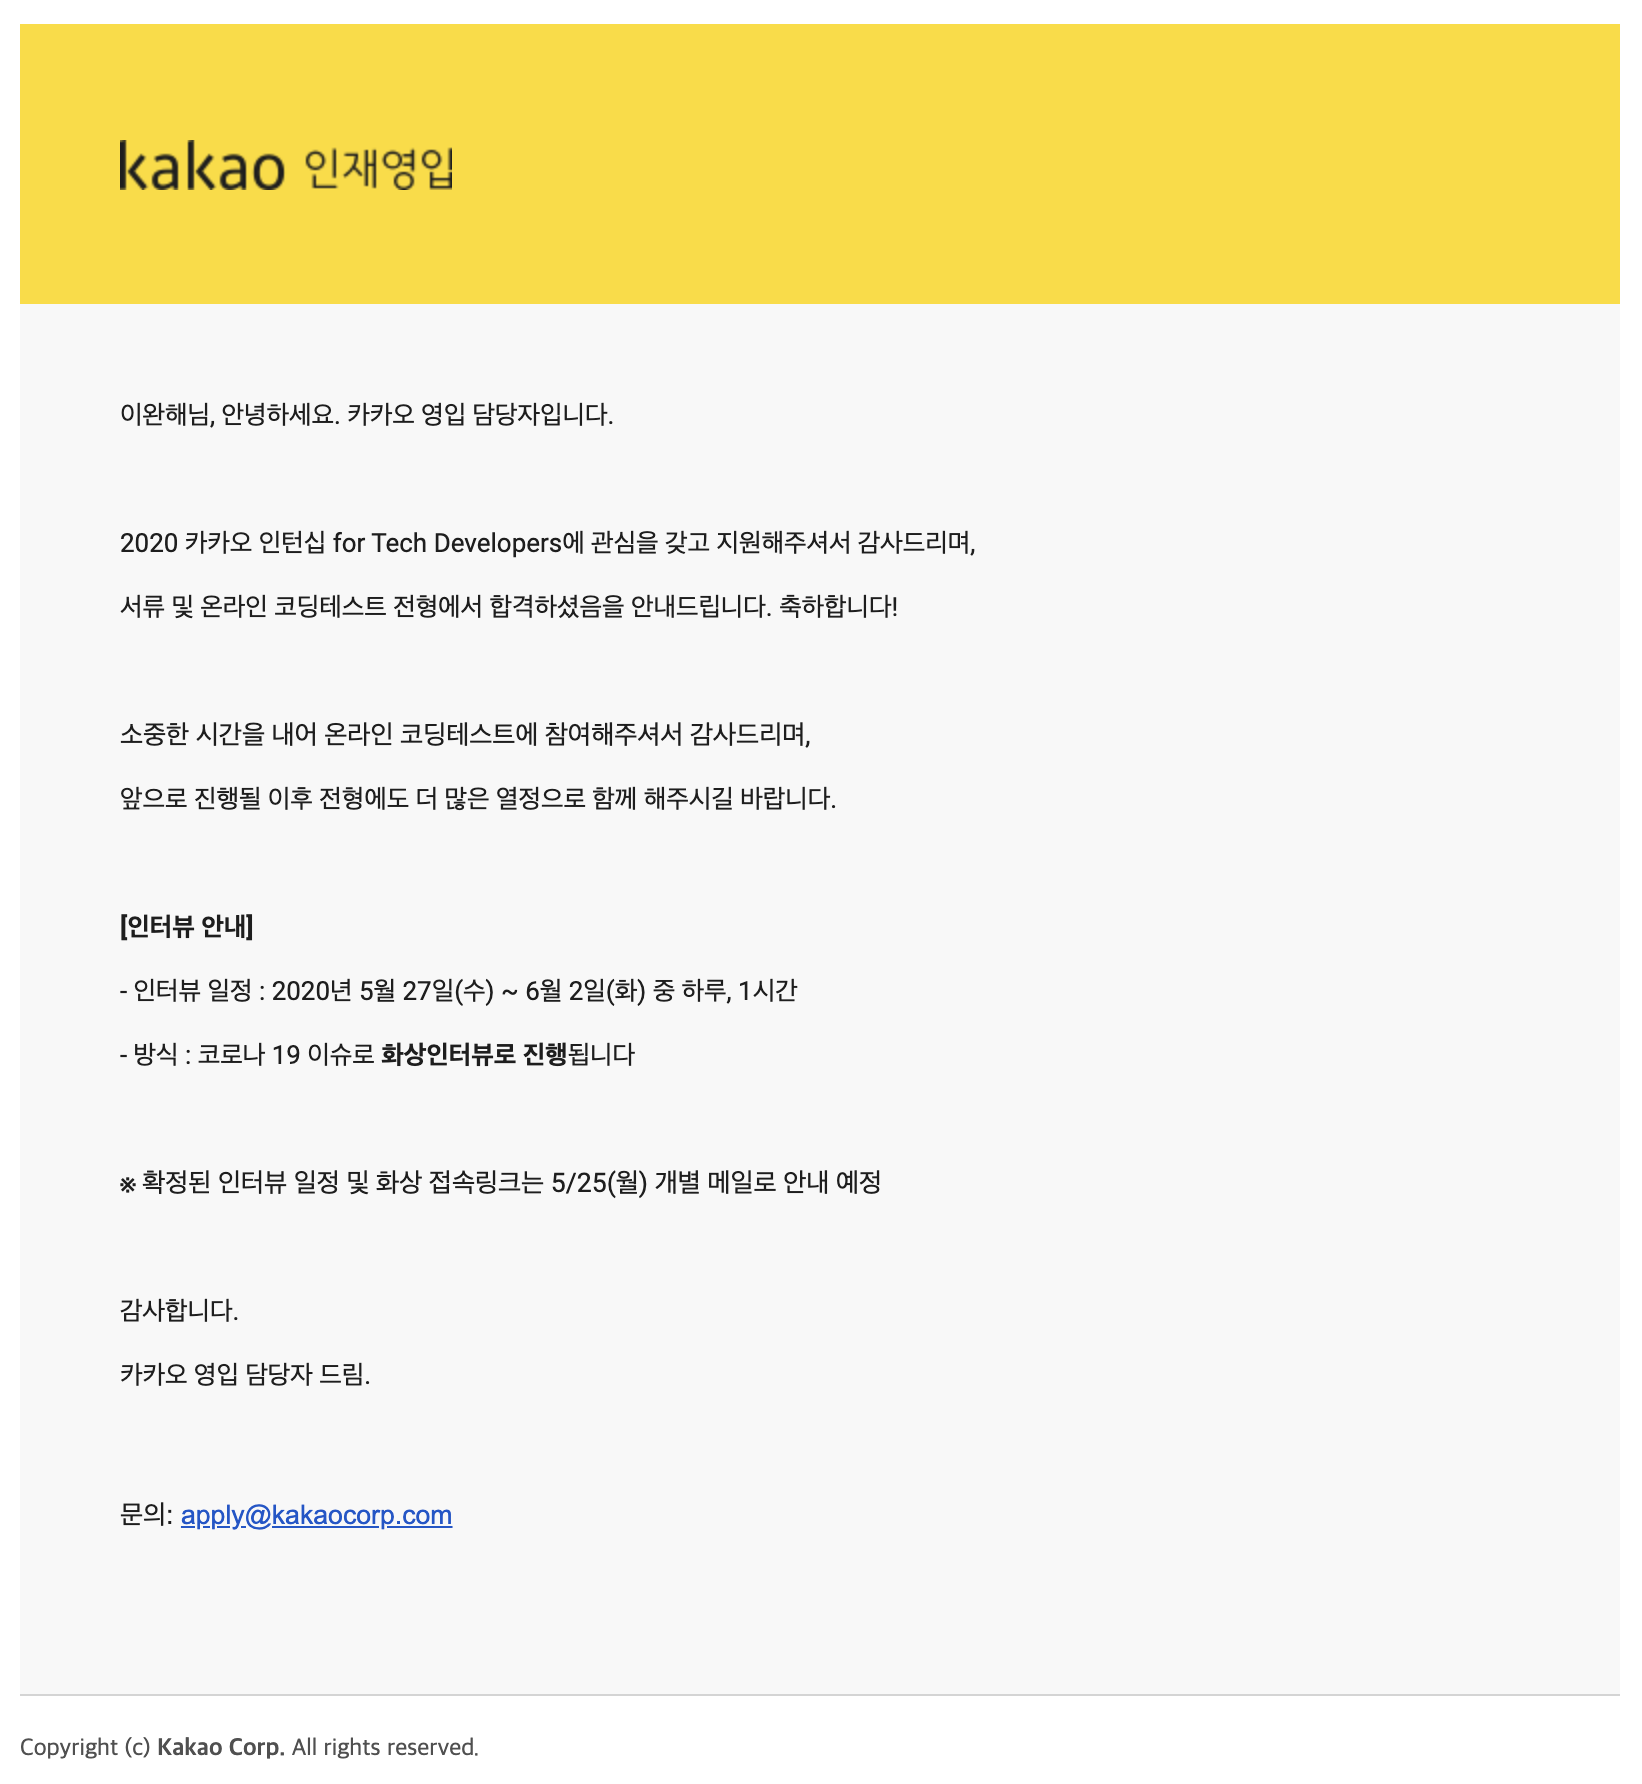 kakao 인재영입
이완해님, 안녕하세요. 카카오 영입 담당자입니다.
2020 카카오 인턴십 for Tech Developers에 관심을 갖고 지원해주셔서 감사드리며,
서류 및 온라인 코딩테스트 전형에서 합격하셨음을 안내드립니다. 축하합니다!
소중한 시간을 내어 온라인 코딩테스트에 참여해주셔서 감사드리며,
앞으로 진행될 이후 전형에도 더 많은 열정으로 함께 해주시길 바랍니다.
[인터뷰 안내]
- 인터뷰 일정 : 2020년 5월 27일(수) ~ 6월 2일(화) 중 하루, 1시간
- 방식 : 코로나 19 이슈로 화상인터뷰로 진행됩니다
※ 확정된 인터뷰 일정 및 화상 접속링크는 5/25(월) 개별 메일로 안내 예정
감사합니다.
카카오 영입 담당자 드림.
문의: apply@kakaocorp.com
Copyright (c) Kakao Corp. All rights reserved.